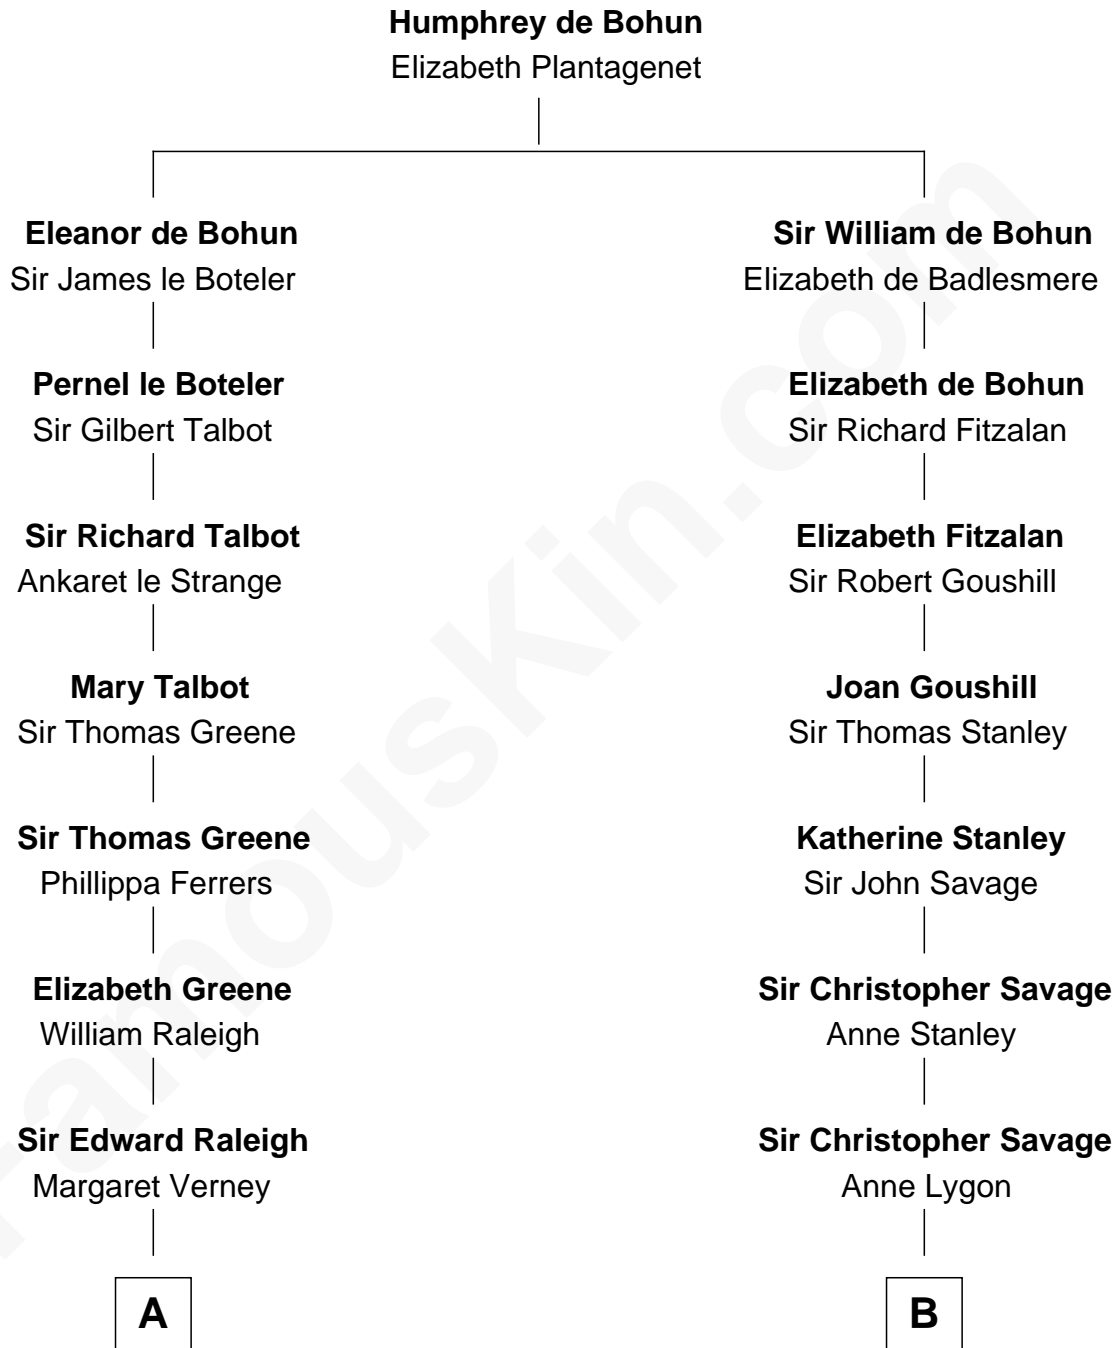 Humphrey de Bohun
Elizabeth Plantagenet
Eleanor de Bohun
Sir James le Boteler
Sir William de Bohun
Elizabeth de Badlesmere
Pernel le Boteler
Sir Gilbert Talbot
Elizabeth de Bohun
Sir Richard Fitzalan
Sir Richard Talbot
Ankaret le Strange
Elizabeth Fitzalan
Sir Robert Goushill
Mary Talbot
Sir Thomas Greene
Joan Goushill
Sir Thomas Stanley
Sir Thomas Greene
Phillippa Ferrers
Katherine Stanley
Sir John Savage
Elizabeth Greene
William Raleigh
Sir Christopher Savage
Anne Stanley
Sir Edward Raleigh
Margaret Verney
Sir Christopher Savage
Anne Lygon
A
B
FamousKin.com